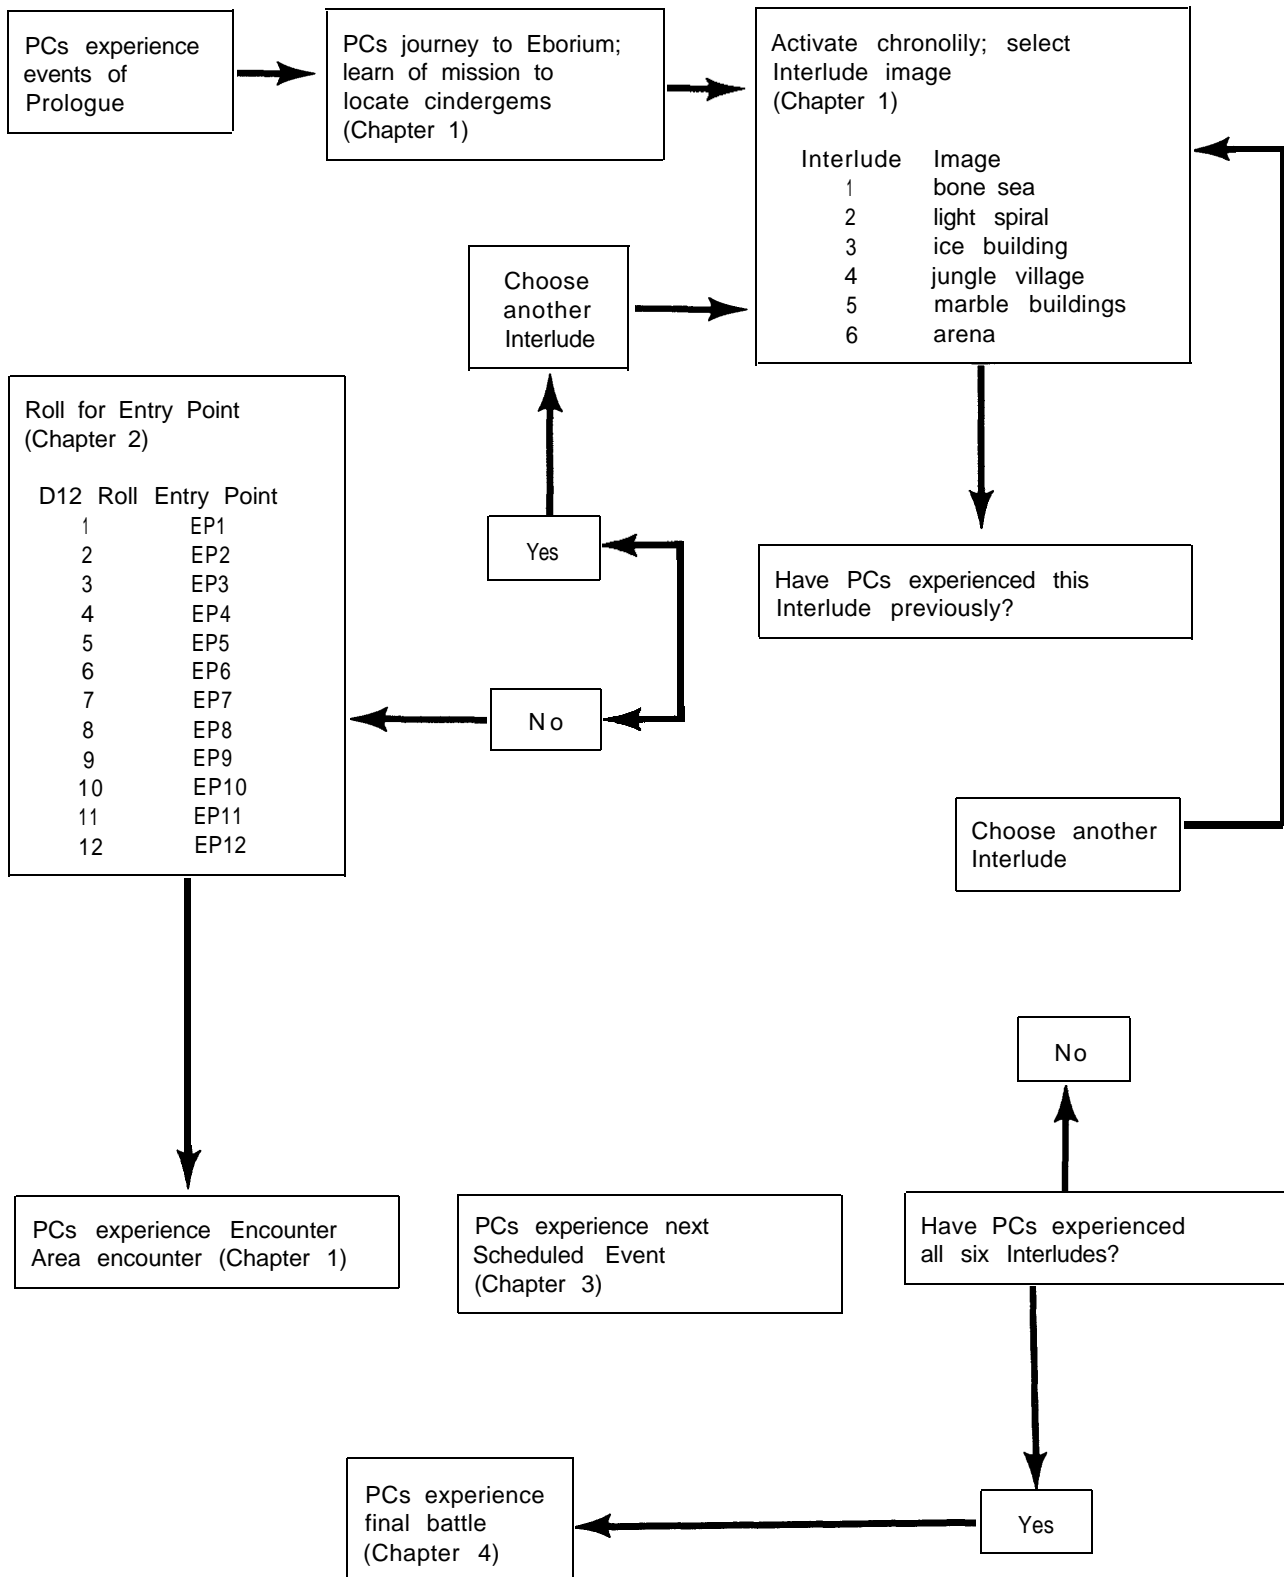 PCs experience
events of
Prologue
PCs journey to Eborium;
learn of mission to
locate cindergems
(Chapter 1)
Activate chronolily; select
Interlude image
(Chapter 1)
Interlude Image
1 bone sea
2 light spiral
3 ice building
4 jungle village
5 marble buildings
6 arena
Choose
another
Interlude
Roll for Entry Point
(Chapter 2)
D12 Roll Entry Point
1 EP1
2 EP2
3 EP3
4 EP4
5 EP5
6 EP6
7 EP7
8 EP8
9 EP9
10 EP10
11 EP11
12 EP12
Yes
No
Have PCs experienced this
Interlude previously?
Choose another
Interlude
No
PCs experience Encounter
Area encounter (Chapter 1)
PCs experience next
Scheduled Event
(Chapter 3)
Have PCs experienced
all six Interludes?
PCs experience
final battle
(Chapter 4)
Yes